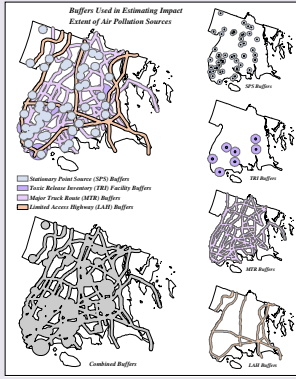 Buffers Used in Estimating Impact
Extent of Air Pollution Sources
SPS Buffers
TRI Buffers
Stationary Point Source (SPS) Buffers
Toxic Release Inventory (TRI) Facility Buffers
Major Truck Route (MTR) Buffers
Limited Access Highway (LAH) Buffers
MTR Buffers
Combined Buffers
LAH Buffers